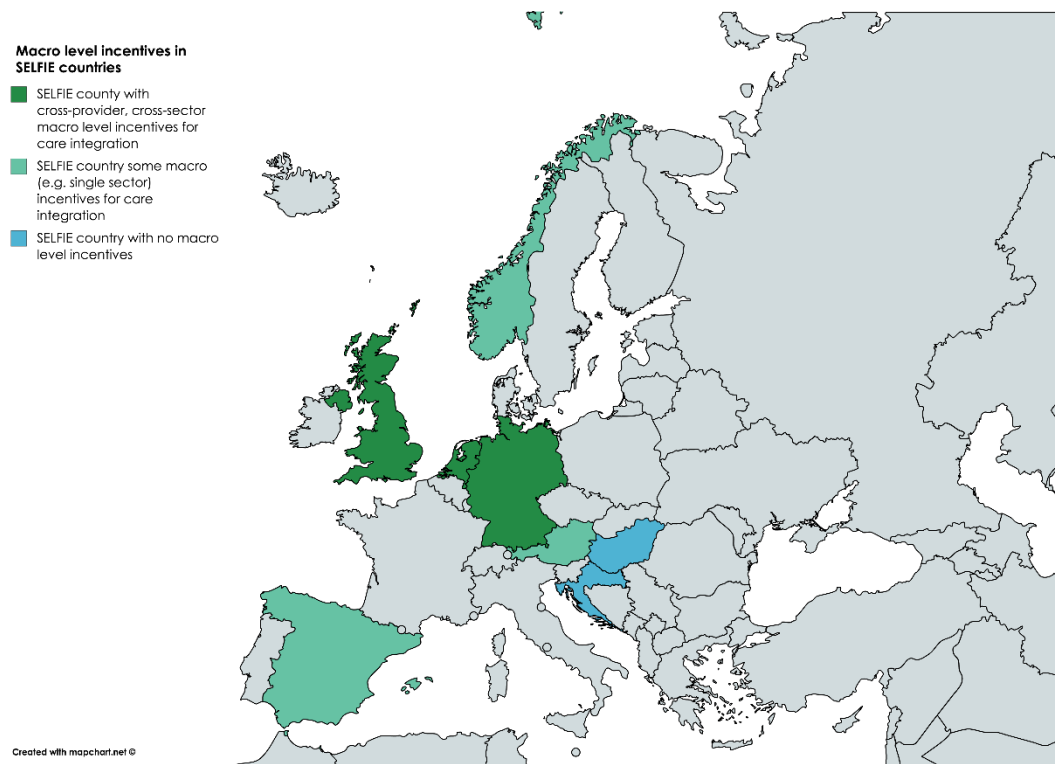 Macro level incentives in
SELFIE countries
SELFIE county with
cross-provider, cross-sector
macro level incentives for
care integration
SELFIE country some macro
(e.g. single sector)
incentives for care
integration
SELFIE country with no macro
level incentives
Created with mapchart.net ©